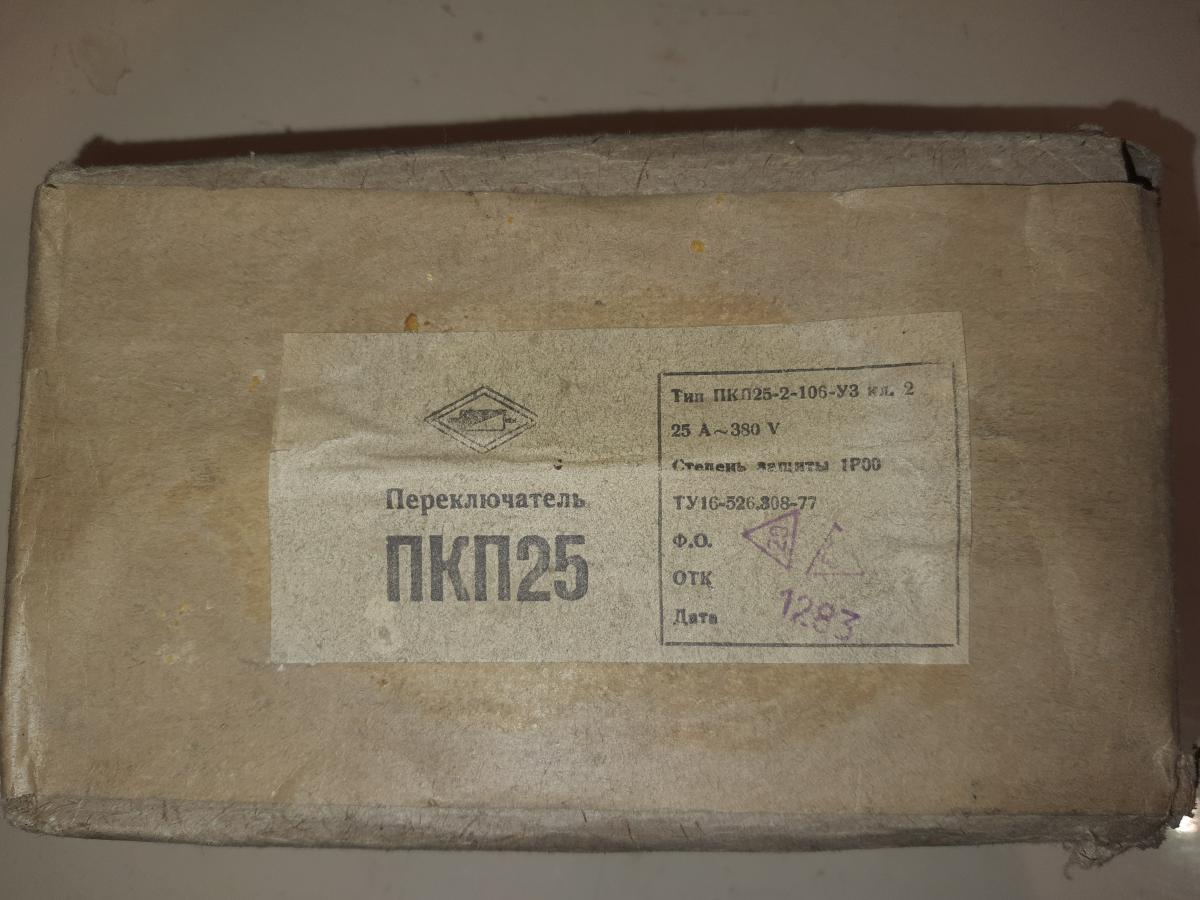 Переключатель
ПКП25
Тип ПКП25-2-106-У3 кл. 2
25 А~380 V
Степень защиты 1Р00
ТУ16-526.308-77
Ф.О.
ОТК
Дата 1283